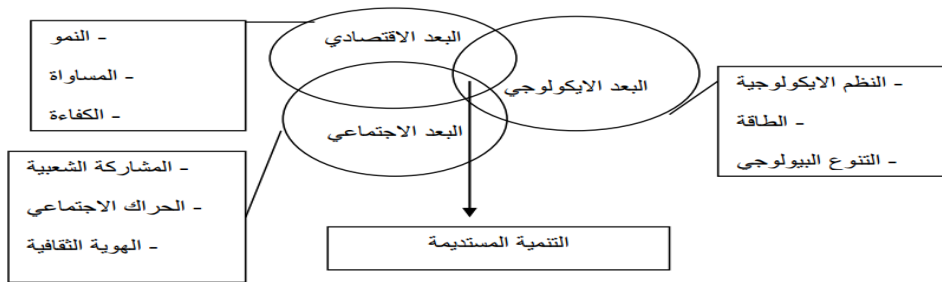 البعد الاقتصادي
البعد الايكولوجي
البعد الاجتماعي
- النمو
- المساواة
- الكفاءة
- النظم الايكولوجية
- الطاقة
- التنوع البيولوجي
- المشاركة الشعبية
- الحراك الاجتماعي
- الهوية الثقافية
التنمية المستديمة